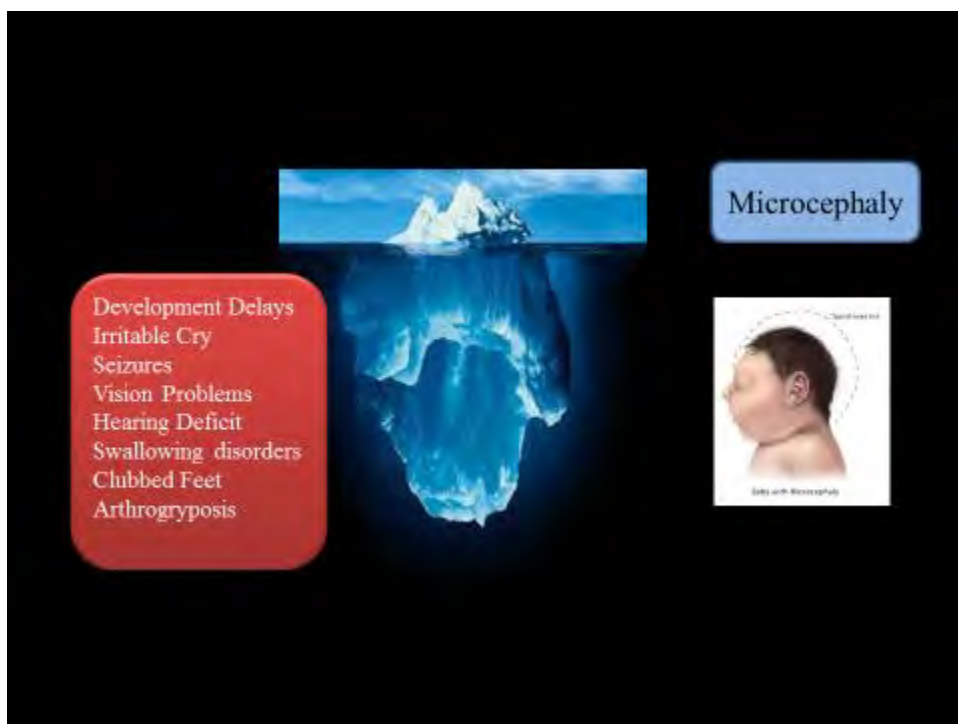 Microcephaly
Development Delays
Irritable Cry
Seizures
Vision Problems
Hearing Deficit
Swallowing disorders
Clubbed Feet
Arthrogryposis
Baby with Microcephaly